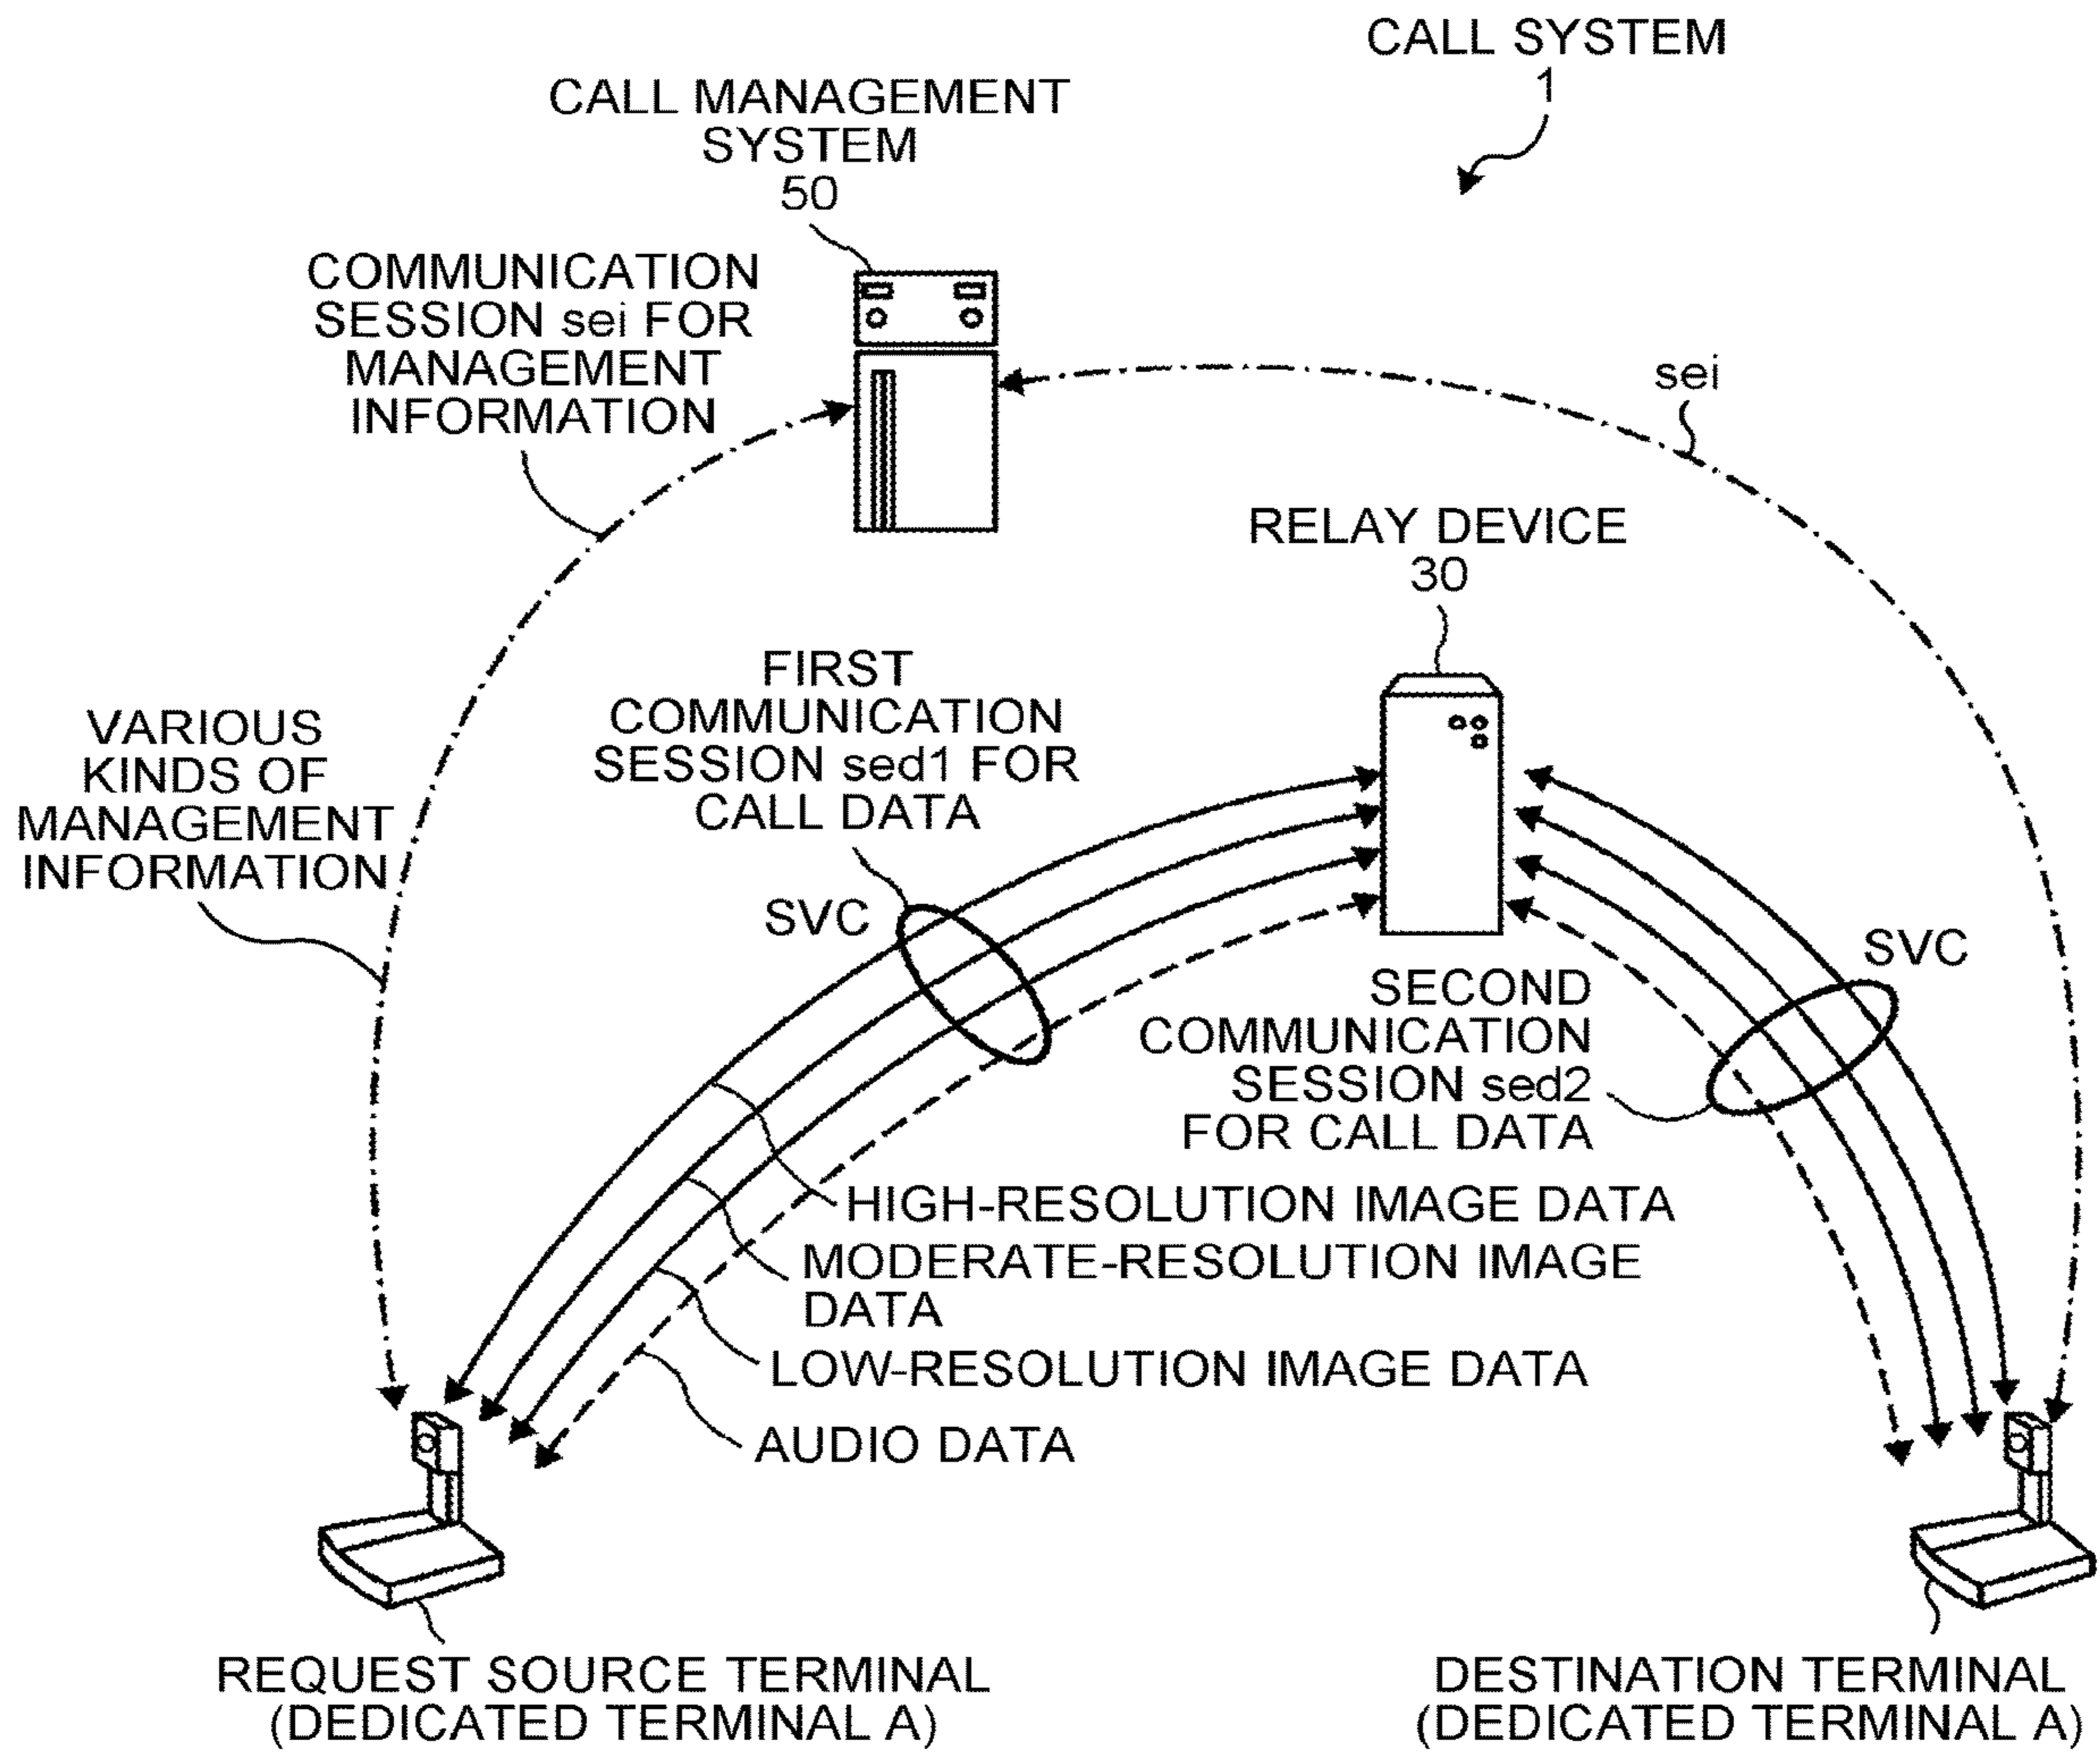 CALL SYSTEM
1
CALL MANAGEMENT
SYSTEM
50
COMMUNICATION
SESSION sei FOR
MANAGEMENT
INFORMATION
sei
RELAY DEVICE
30
FIRST
COMMUNICATION
SESSION sed1 FOR
CALL DATA
VARIOUS
KINDS OF
MANAGEMENT
INFORMATION
SVC
SVC
SECOND
COMMUNICATION
SESSION sed2
FOR CALL DATA
HIGH-RESOLUTION IMAGE DATA
MODERATE-RESOLUTION IMAGE
DATA
LOW-RESOLUTION IMAGE DATA
AUDIO DATA
REQUEST SOURCE TERMINAL
(DEDICATED TERMINAL A)
DESTINATION TERMINAL
(DEDICATED TERMINAL A)